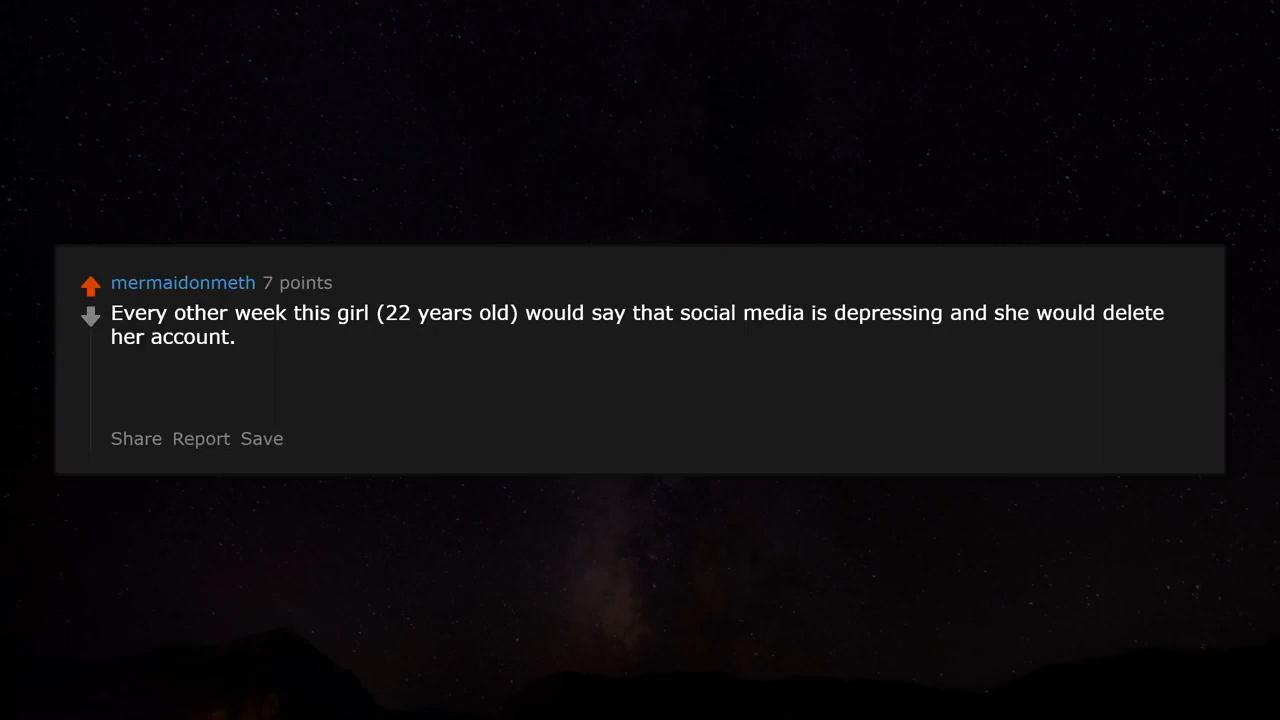 mermaidonmeth 7 points
Every other week this girl (22 years old) would say that social media is depressing and she would delete
her account.
Share Report Save